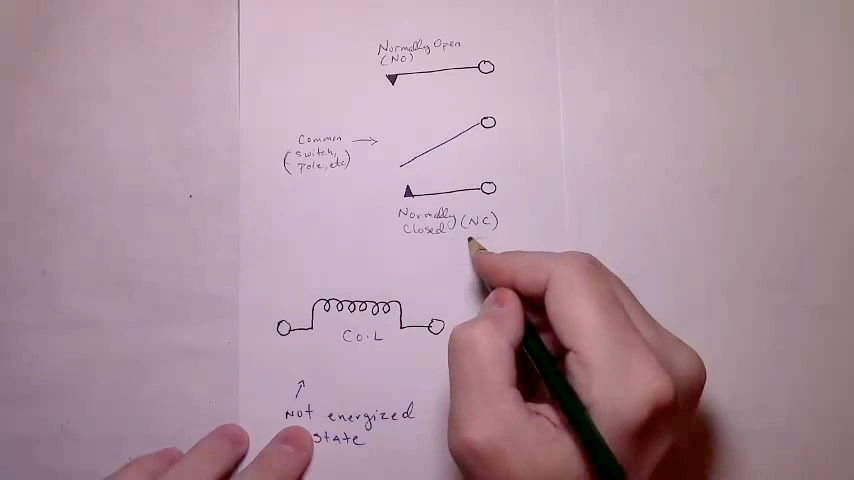 Normally Open
(NO)
Common
(switch,
pole, etc)
Normally
Closed (NC)
COIL
NOT energized
state